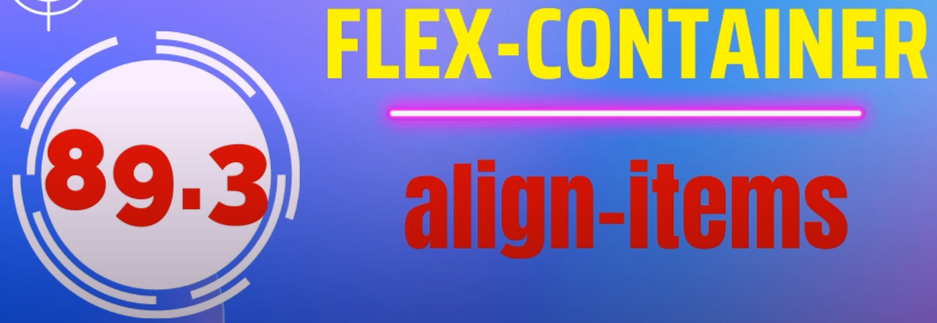 FLEX-CONTAINER
89.3
align-items